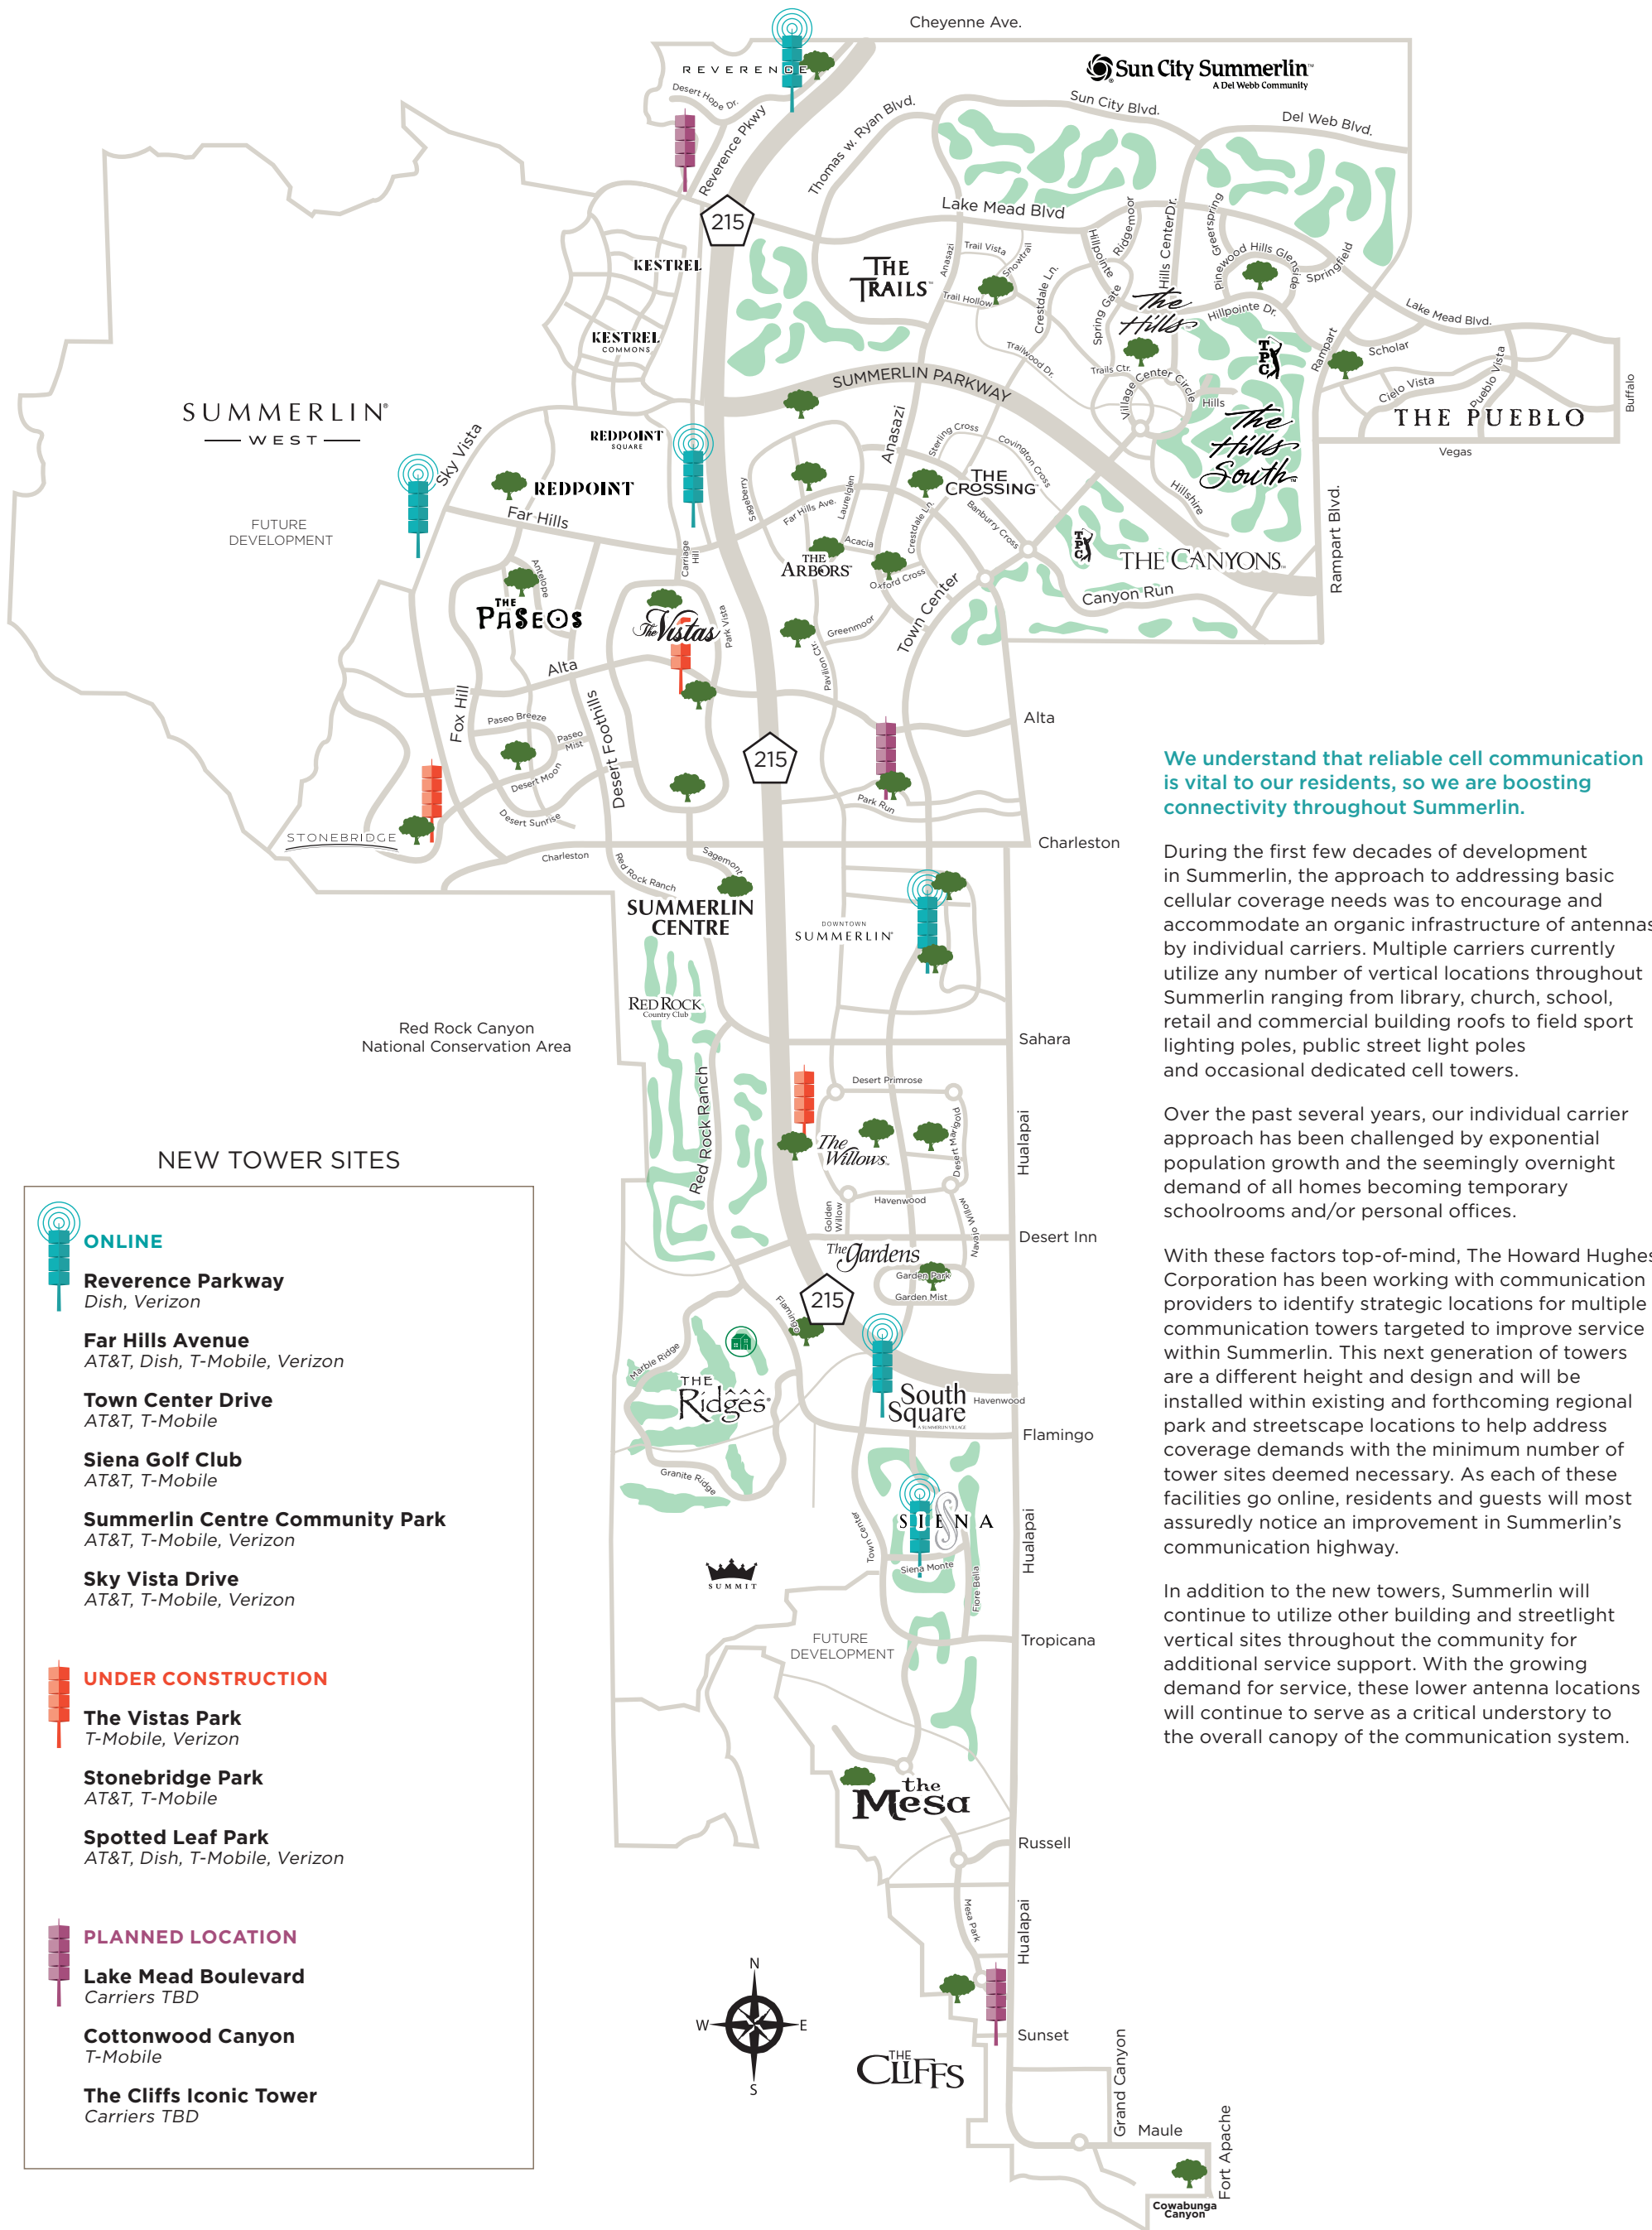 Cheyenne Ave.
REVERENCE
Sun City Summerlin™
A Del Webb Community
Desert Hope Dr.
Reverence Pkwy
Thomas w. Ryan Blvd.
Sun City Blvd.
Del Web Blvd.
215
Lake Mead Blvd
KESTREL
KESTREL
COMMONS
THE
TRAILS™
Anasazi
Trail Vista
Snowtrail
Trail Hollow
Crestdale Ln.
Trailwood Dr.
Hillpointe
Ridgemoor
Spring Gate
Hills CenterDr.
Greerspring
Pinewood Hills
Glenside
Springfield
The
Hills
Hillpointe Dr.
TPC
Rampart
Lake Mead Blvd.
Scholar
Cielo Vista
Pueblo Vista
Buffalo
THE PUEBLO
Vegas
SUMMERLIN PARKWAY
Trails Ctr.
Village Center Circle
Hills
The
Hills
South™
Hillshire
SUMMERLIN®
WEST
Sky Vista
REDPOINT
SQUARE
REDPOINT
Far Hills
FUTURE
DEVELOPMENT
Sageberry
Far Hills Ave.
Laurelglen
Anasazi
Sterling Cross
Covington Cross
THE
CROSSING™
Banbury Cross
Crestdale Ln.
Acacia
THE
ARBORS™
Oxford Cross
Carriage
Hill
Antelope
THE
PASEOS
The Vistas
Park Vista
Greenmoor
Pavilion Ctr.
Town Center
TPC
THE CANYONS™
Canyon Run
Rampart Blvd.
Alta
Fox Hill
Paseo Breeze
Paseo
Mist
Desert Moon
Desert Sunrise
Desert Foothills
215
Alta
Park Run
STONEBRIDGE
Charleston
Charleston
Red Rock Ranch
Sagemont
SUMMERLIN
CENTRE
DOWNTOWN
SUMMERLIN®
RED ROCK
Country Club
Red Rock Canyon
National Conservation Area
Sahara
Red Rock Ranch
Desert Primrose
Desert Marigold
The
Willows™
Hualapai
Havenwood
Golden
Willow
Navajo Willow
Desert Inn
The Gardens
Garden Park
Garden Mist
215
Flamingo
Marble Ridge
THE
Ridges®
Granite Ridge
South
Square
A SUMMERLIN VILLAGE
Havenwood
Flamingo
SIENA
Siena Monte
Town Center
Fiore Bella
Hualapai
SUMMIT
FUTURE
DEVELOPMENT
Tropicana
the
Mesa
Russell
Mesa Park
Hualapai
Sunset
THE
CLIFFS
N
W
E
S
Grand Canyon
Maule
Fort Apache
Cowabunga
Canyon
We understand that reliable cell communication
is vital to our residents, so we are boosting
connectivity throughout Summerlin.
During the first few decades of development
in Summerlin, the approach to addressing basic
cellular coverage needs was to encourage and
accommodate an organic infrastructure of antennas
by individual carriers. Multiple carriers currently
utilize any number of vertical locations throughout
Summerlin ranging from library, church, school,
retail and commercial building roofs to field sport
lighting poles, public street light poles
and occasional dedicated cell towers.
Over the past several years, our individual carrier
approach has been challenged by exponential
population growth and the seemingly overnight
demand of all homes becoming temporary
schoolrooms and/or personal offices.
With these factors top-of-mind, The Howard Hughes
Corporation has been working with communication
providers to identify strategic locations for multiple
communication towers targeted to improve service
within Summerlin. This next generation of towers
are a different height and design and will be
installed within existing and forthcoming regional
park and streetscape locations to help address
coverage demands with the minimum number of
tower sites deemed necessary. As each of these
facilities go online, residents and guests will most
assuredly notice an improvement in Summerlin’s
communication highway.
In addition to the new towers, Summerlin will
continue to utilize other building and streetlight
vertical sites throughout the community for
additional service support. With the growing
demand for service, these lower antenna locations
will continue to serve as a critical understory to
the overall canopy of the communication system.
NEW TOWER SITES
ONLINE
Reverence Parkway
Dish, Verizon
Far Hills Avenue
AT&T, Dish, T-Mobile, Verizon
Town Center Drive
AT&T, T-Mobile
Siena Golf Club
AT&T, T-Mobile
Summerlin Centre Community Park
AT&T, T-Mobile, Verizon
Sky Vista Drive
AT&T, T-Mobile, Verizon
UNDER CONSTRUCTION
The Vistas Park
T-Mobile, Verizon
Stonebridge Park
AT&T, T-Mobile
Spotted Leaf Park
AT&T, Dish, T-Mobile, Verizon
PLANNED LOCATION
Lake Mead Boulevard
Carriers TBD
Cottonwood Canyon
T-Mobile
The Cliffs Iconic Tower
Carriers TBD